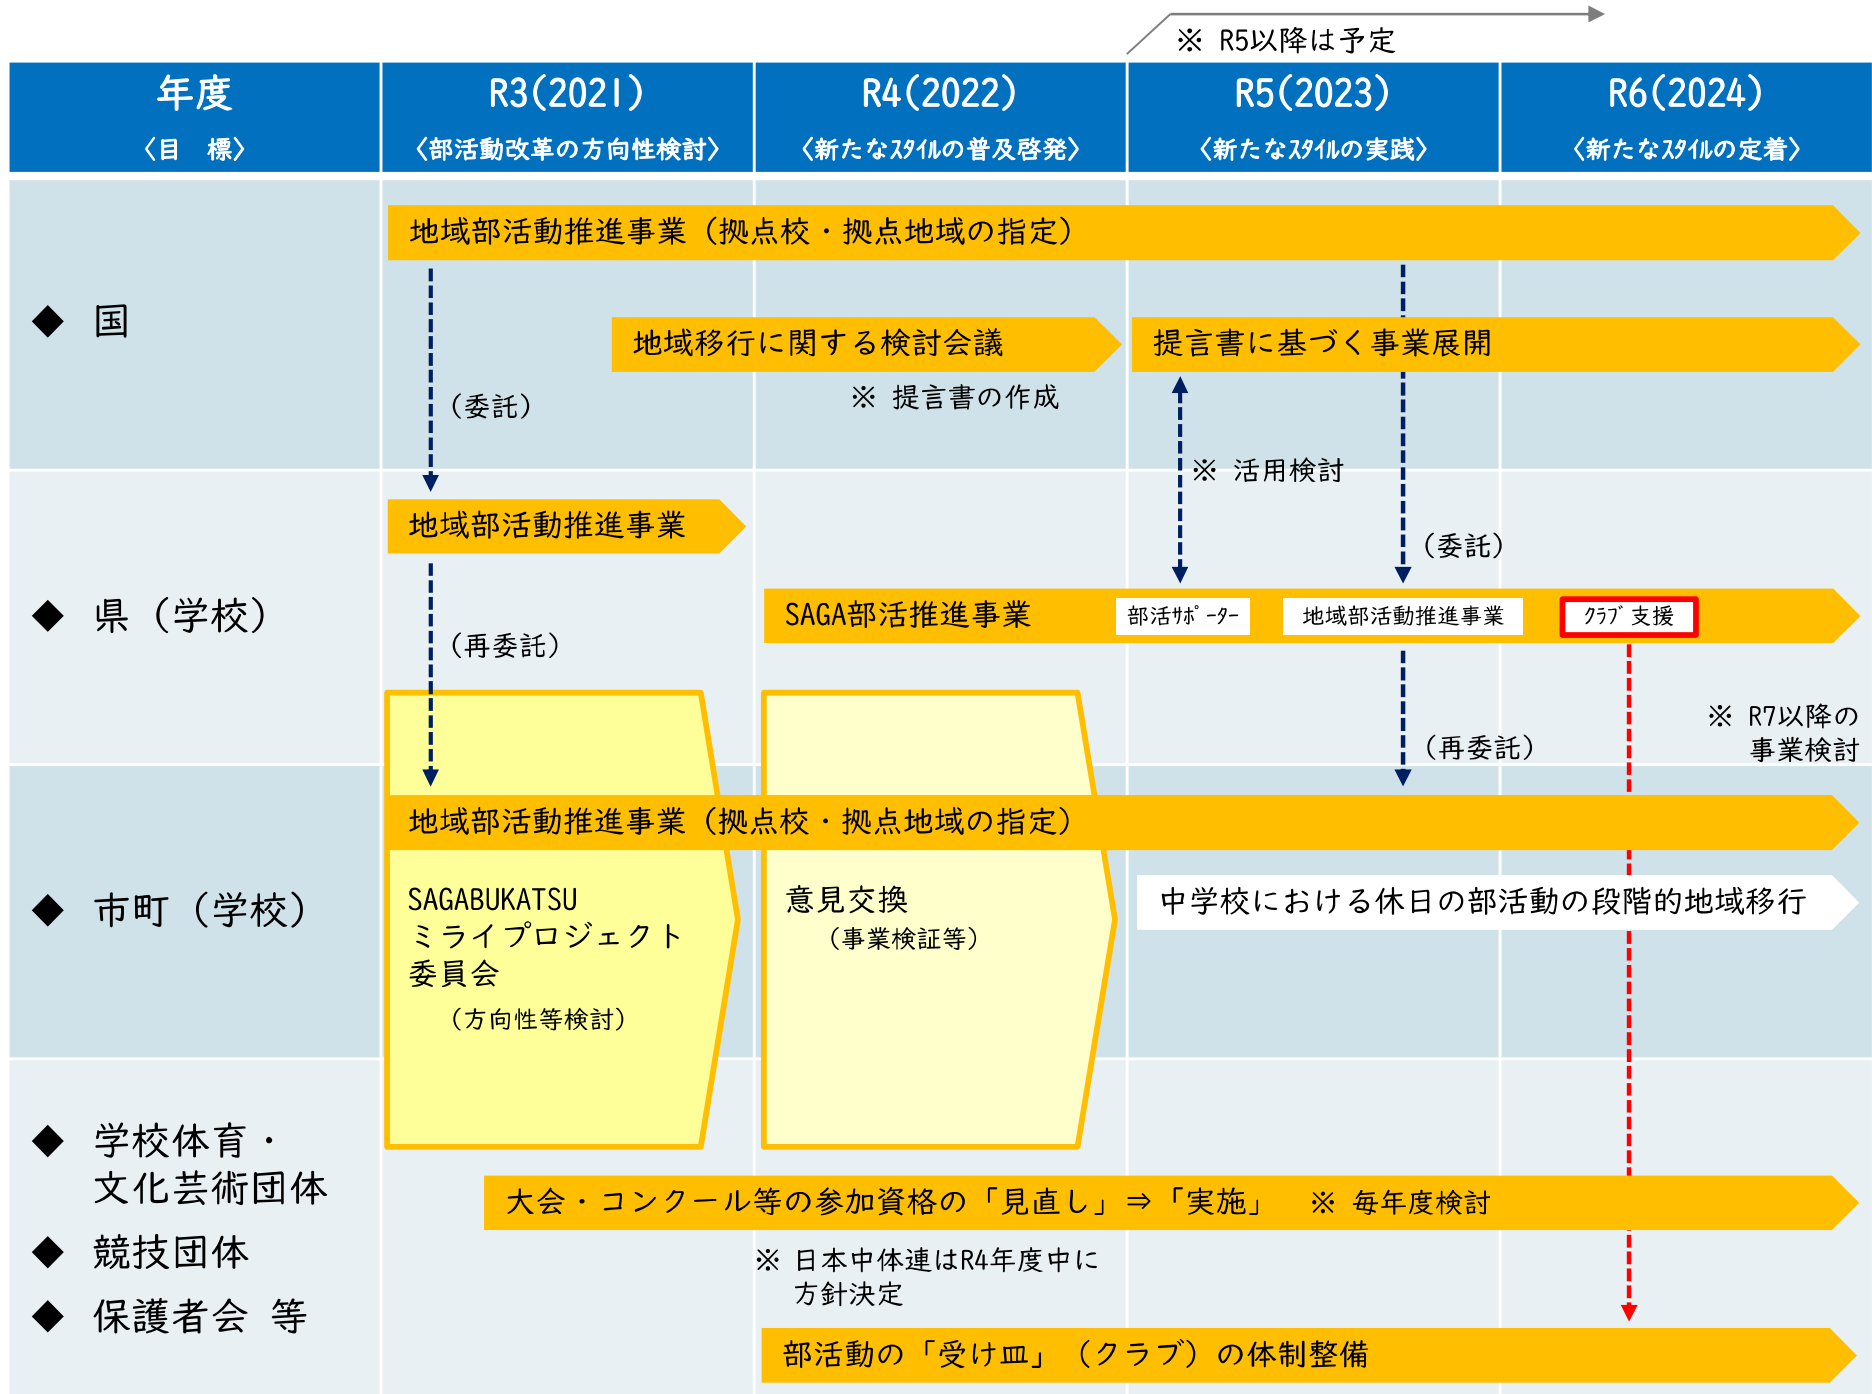 ※ R5以降は予定
年度
〈目　標〉
R3(2021)
〈部活動改革の方向性検討〉
R4(2022)
〈新たなｽﾀｲﾙの普及啓発〉
R5(2023)
〈新たなｽﾀｲﾙの実践〉
R6(2024)
〈新たなｽﾀｲﾙの定着〉
◆ 国
地域部活動推進事業（拠点校・拠点地域の指定）
地域移行に関する検討会議
提言書に基づく事業展開
※ 提言書の作成
（委託）
※ 活用検討
◆ 県（学校）
地域部活動推進事業
（委託）
SAGA部活推進事業
部活ｻﾎﾟｰﾀｰ
地域部活動推進事業
ｸﾗﾌﾞ支援
（再委託）
（再委託）
※ R7以降の
事業検討
◆ 市町（学校）
地域部活動推進事業（拠点校・拠点地域の指定）
SAGABUKATSU
ミライプロジェクト
委員会
（方向性等検討）
意見交換
（事業検証等）
中学校における休日の部活動の段階的地域移行
◆ 学校体育・
文化芸術団体
◆ 競技団体
◆ 保護者会 等
大会・コンクール等の参加資格の「見直し」⇒「実施」　※ 毎年度検討
※ 日本中体連はR4年度中に
方針決定
部活動の「受け皿」（クラブ）の体制整備